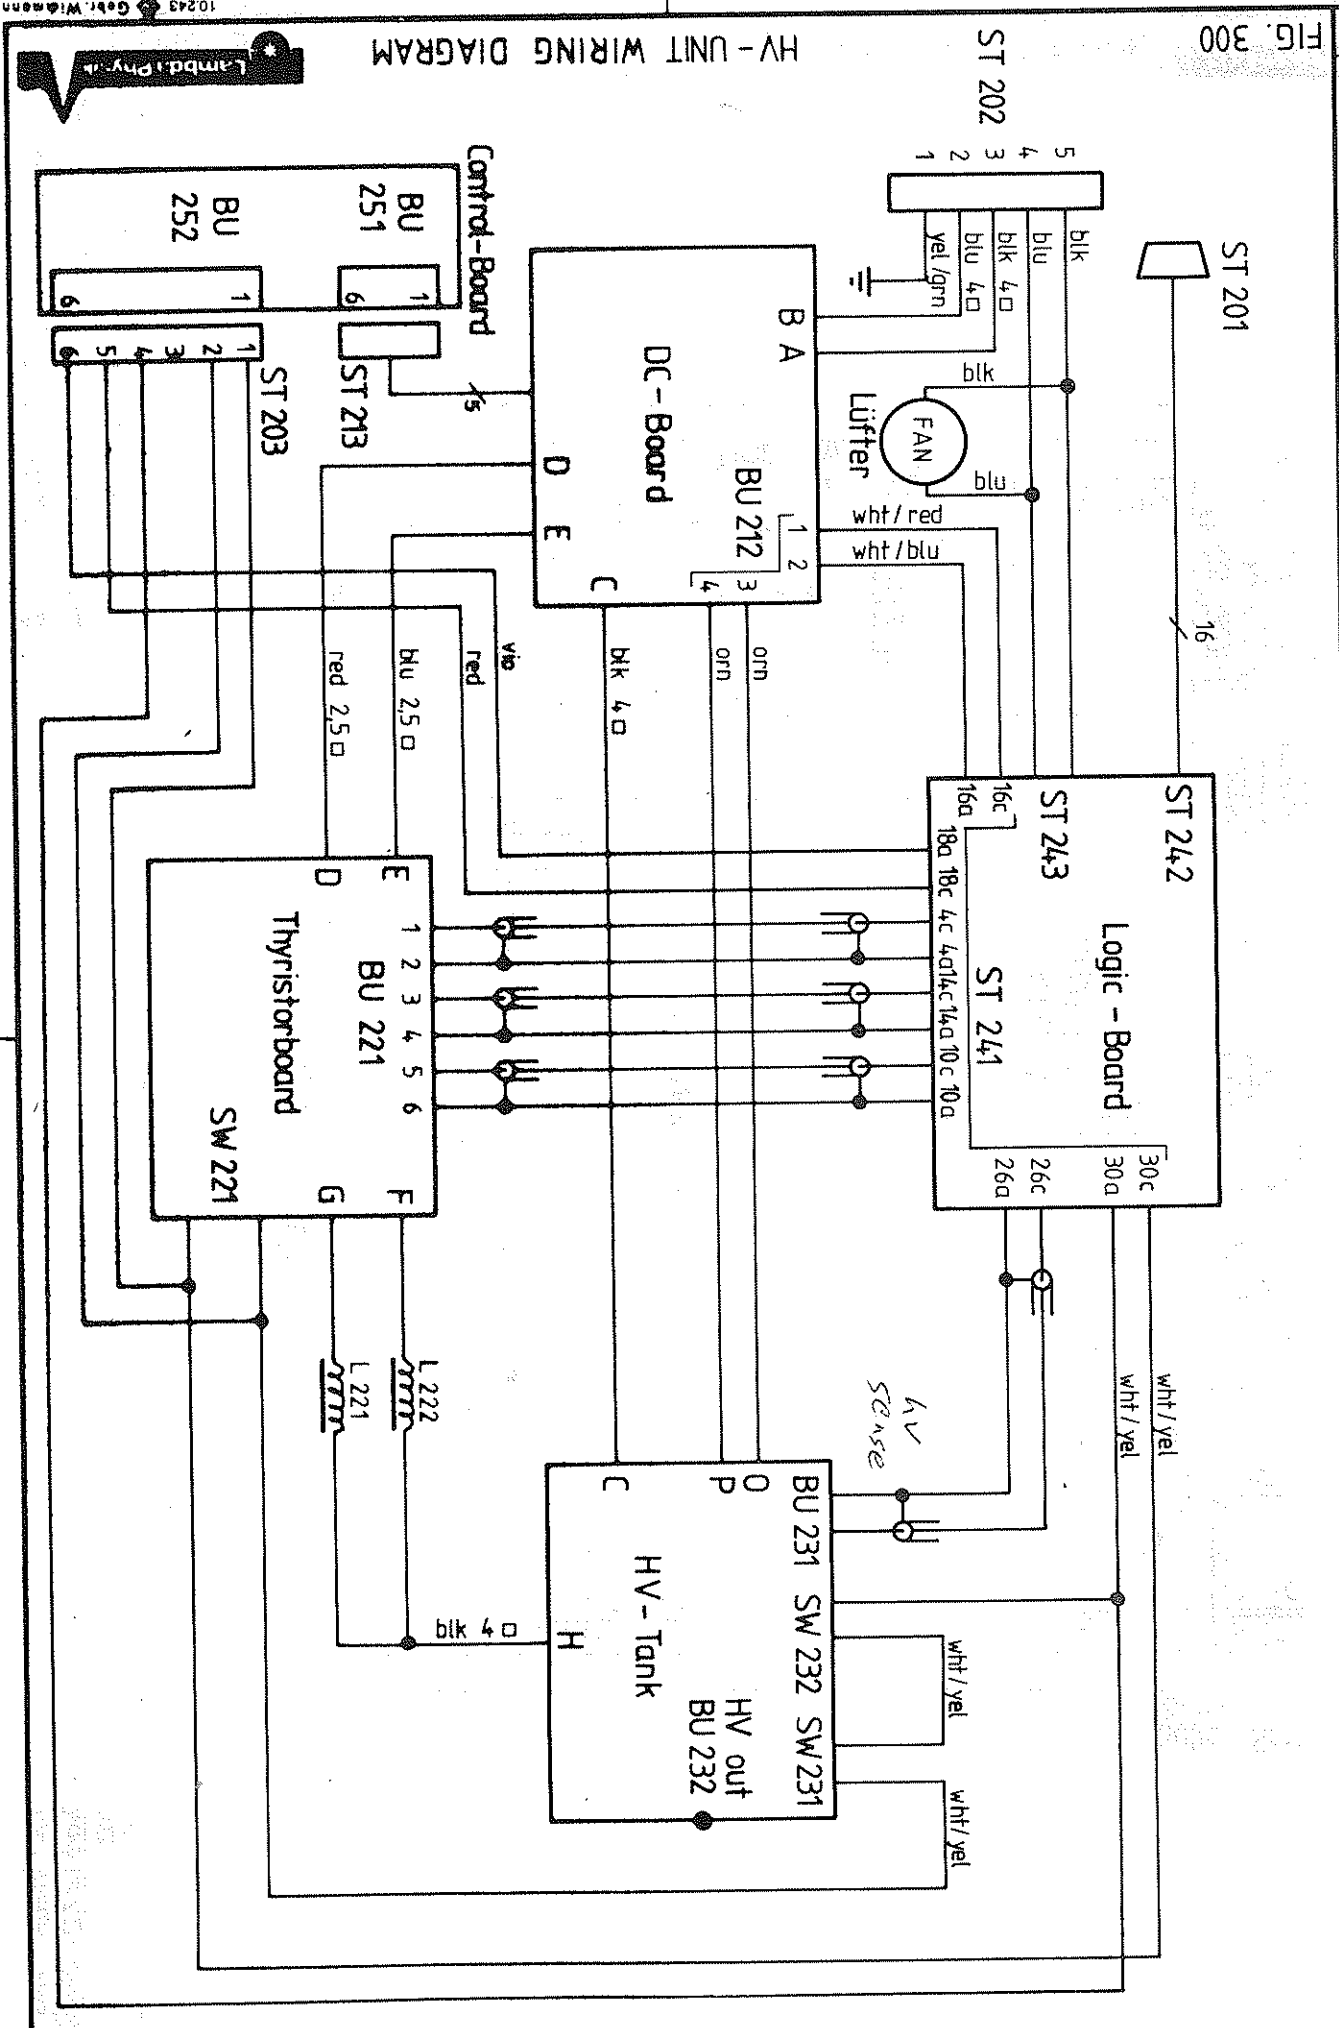 10.243 Gebr. Widmann
FIG. 300
HV - UNIT WIRING DIAGRAM
Lambda Physik
ST 202
1 2 3 4 5
yel/grn
blu 4□
blk 4□
blu
blk
ST 201
16
Control-Board
BU 251
1 6
BU 252
1 6
ST 213
ST 203
1 2 3 4 5 6
5
DC-Board
B A
BU 212
1 2
3 4
D E C
Lüfter
FAN
blk
blu
wht/red
wht/blu
orn
orn
blk 4□
vio
red
blu 2,5□
red 2,5□
ST 242
ST 243
16c
16a
Logic-Board
ST 241
18a 18c 4c 4a 14c 14a 10c 10a
30c
30a
26c
26a
Thyristorboard
E D
BU 221
1 2 3 4 5 6
SW 221
G F
L 222
L 221
wht/yel
wht/yel
hv
sense
HV-Tank
C P O
BU 231
SW 232
SW 231
HV out
BU 232
H
blk 4□
wht/yel
wht/yel